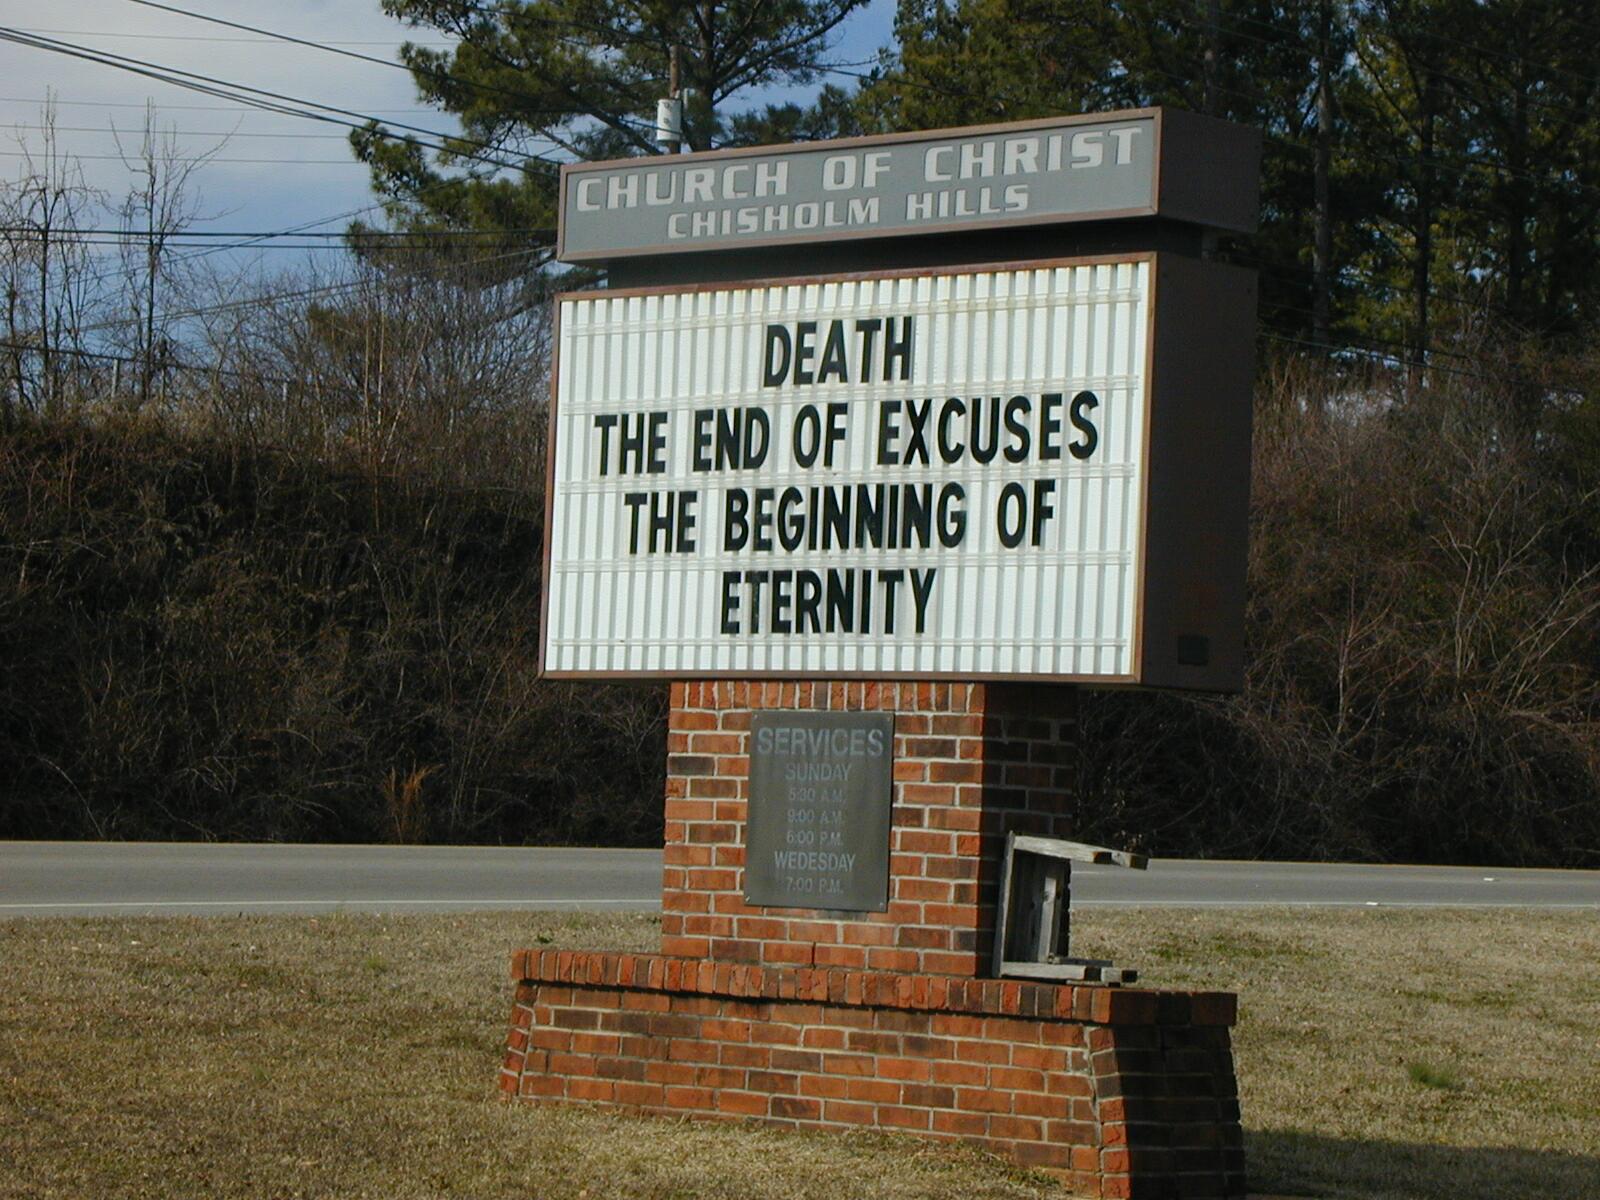 CHURCH OF CHRIST
CHISHOLM HILLS
DEATH
THE END OF EXCUSES
THE BEGINNING OF
ETERNITY
SERVICES
SUNDAY
5:30 A.M.
9:00 A.M.
6:00 P.M.
WEDESDAY
7:00 P.M.